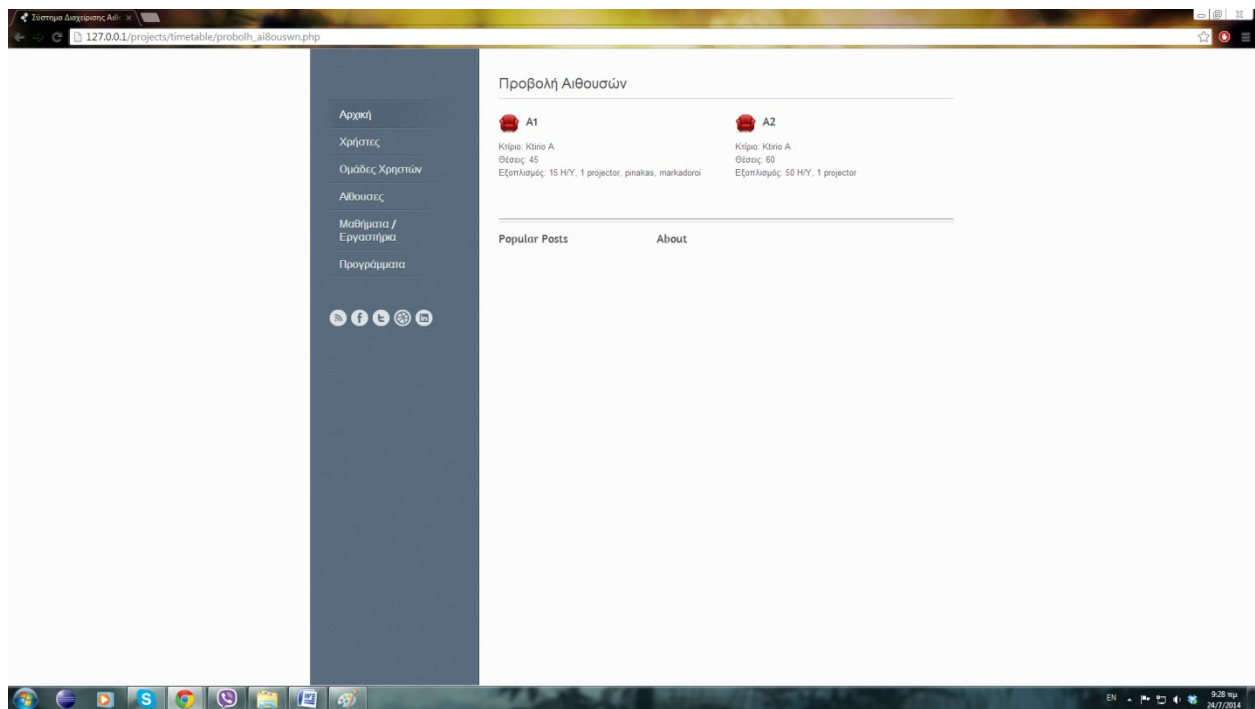 Σύστημα Διαχείρισης Αιθ
127.0.0.1/projects/timetable/probolh_ai8ouswn.php
Αρχική
Χρήστες
Ομάδες Χρηστών
Αίθουσες
Μαθήματα /
Εργαστήρια
Προγράμματα
Προβολή Αιθουσών
A1
Κτίριο: Ktirio A
Θέσεις: 45
Εξοπλισμός: 15 Η/Υ, 1 projector, pinakas, markadoroi
A2
Κτίριο: Ktirio A
Θέσεις: 60
Εξοπλισμός: 50 Η/Υ, 1 projector
Popular Posts
About
EN
9:28 πμ
24/7/2014